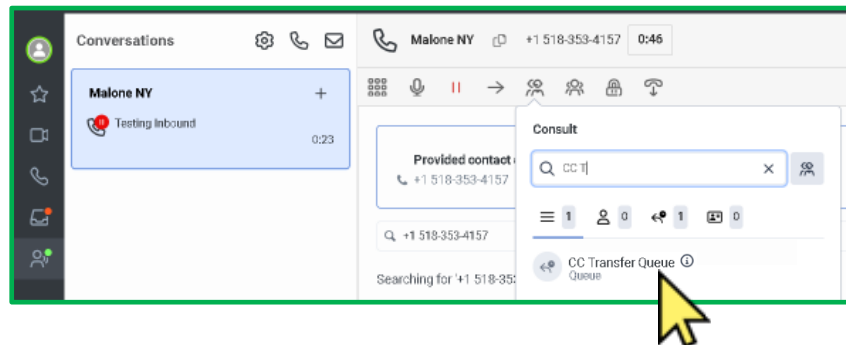 Conversations
Malone NY
+1 518-353-4157
0:46
Malone NY
Testing Inbound
0:23
Consult
CC T
Provided contact
+1 518-353-4157
1
0
1
0
+1 518-353-4157
CC Transfer Queue
Queue
Searching for '+1 518-35